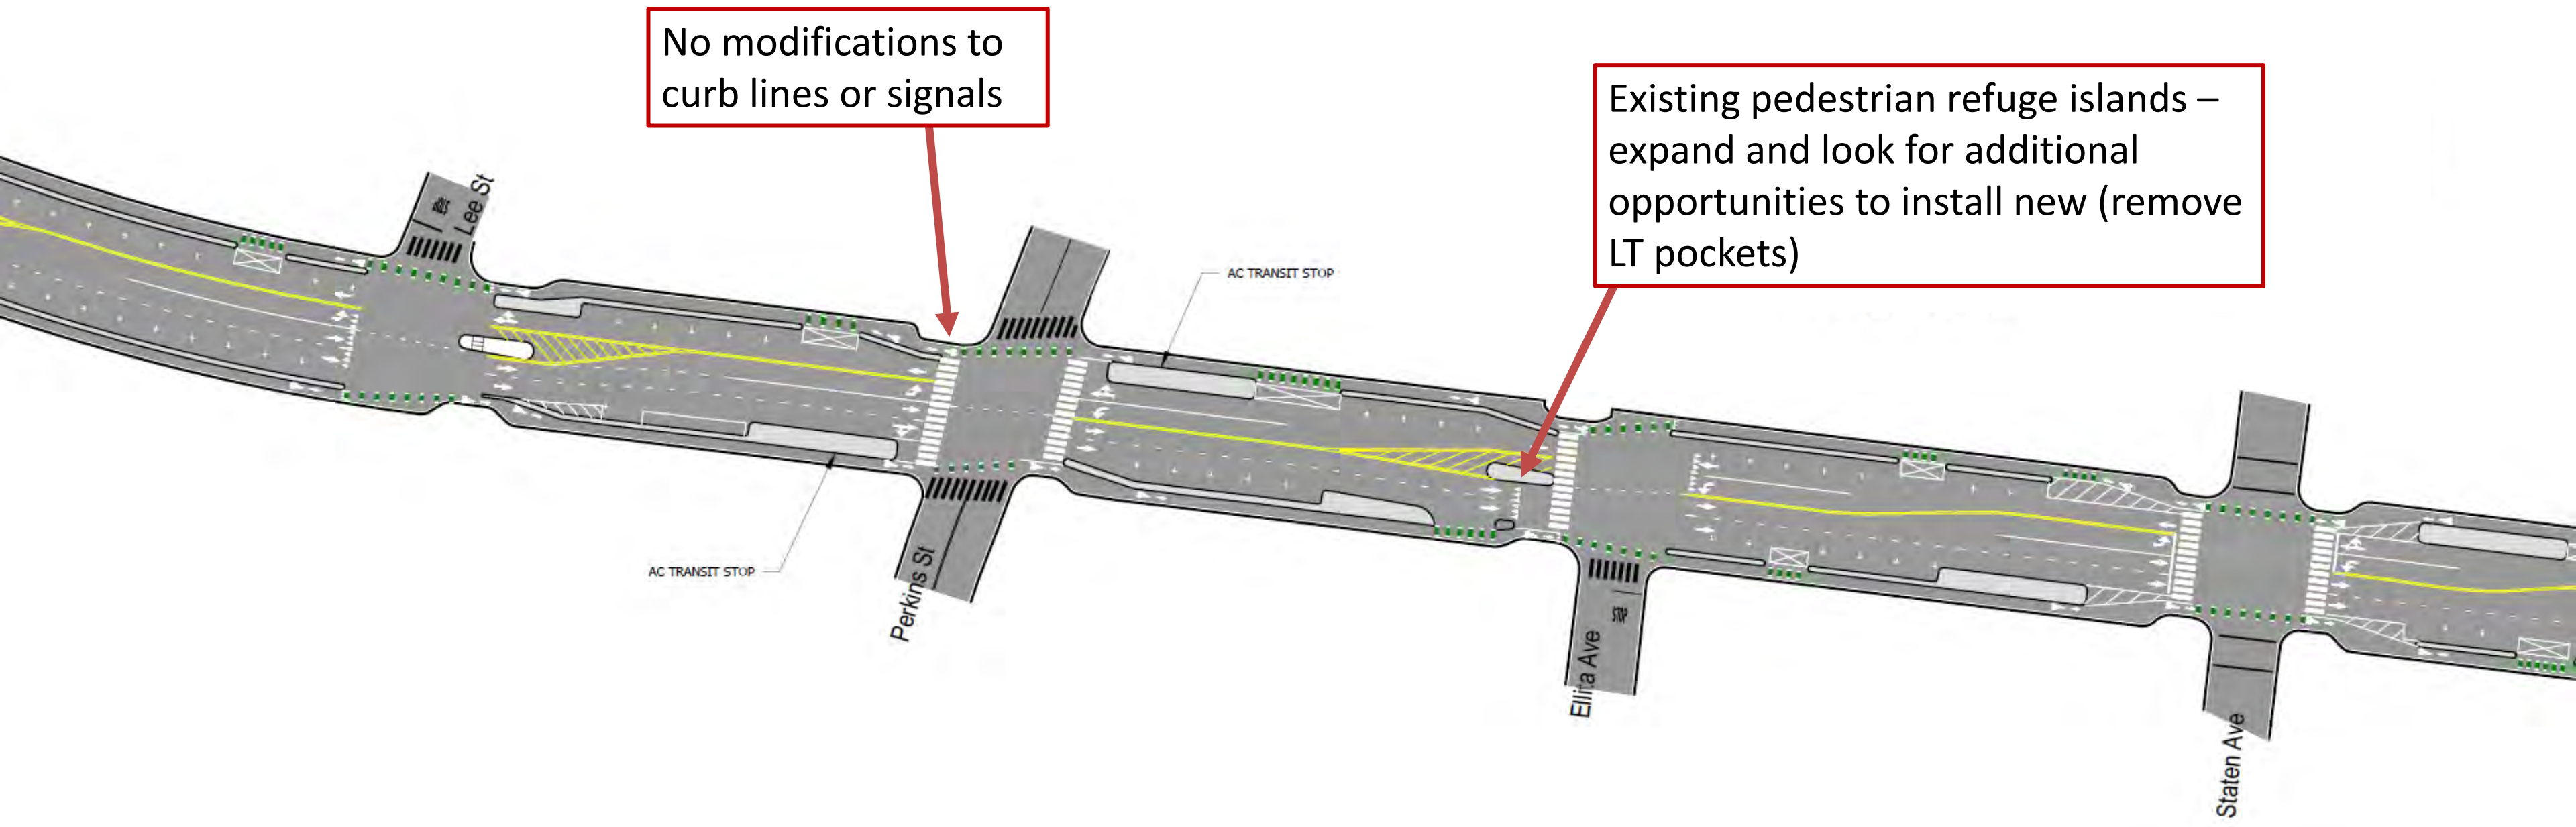 No modifications to
curb lines or signals
Existing pedestrian refuge islands –
expand and look for additional
opportunities to install new (remove
LT pockets)
Lee St
AC TRANSIT STOP
AC TRANSIT STOP
Perkins St
Ellita Ave
STOP
Staten Ave